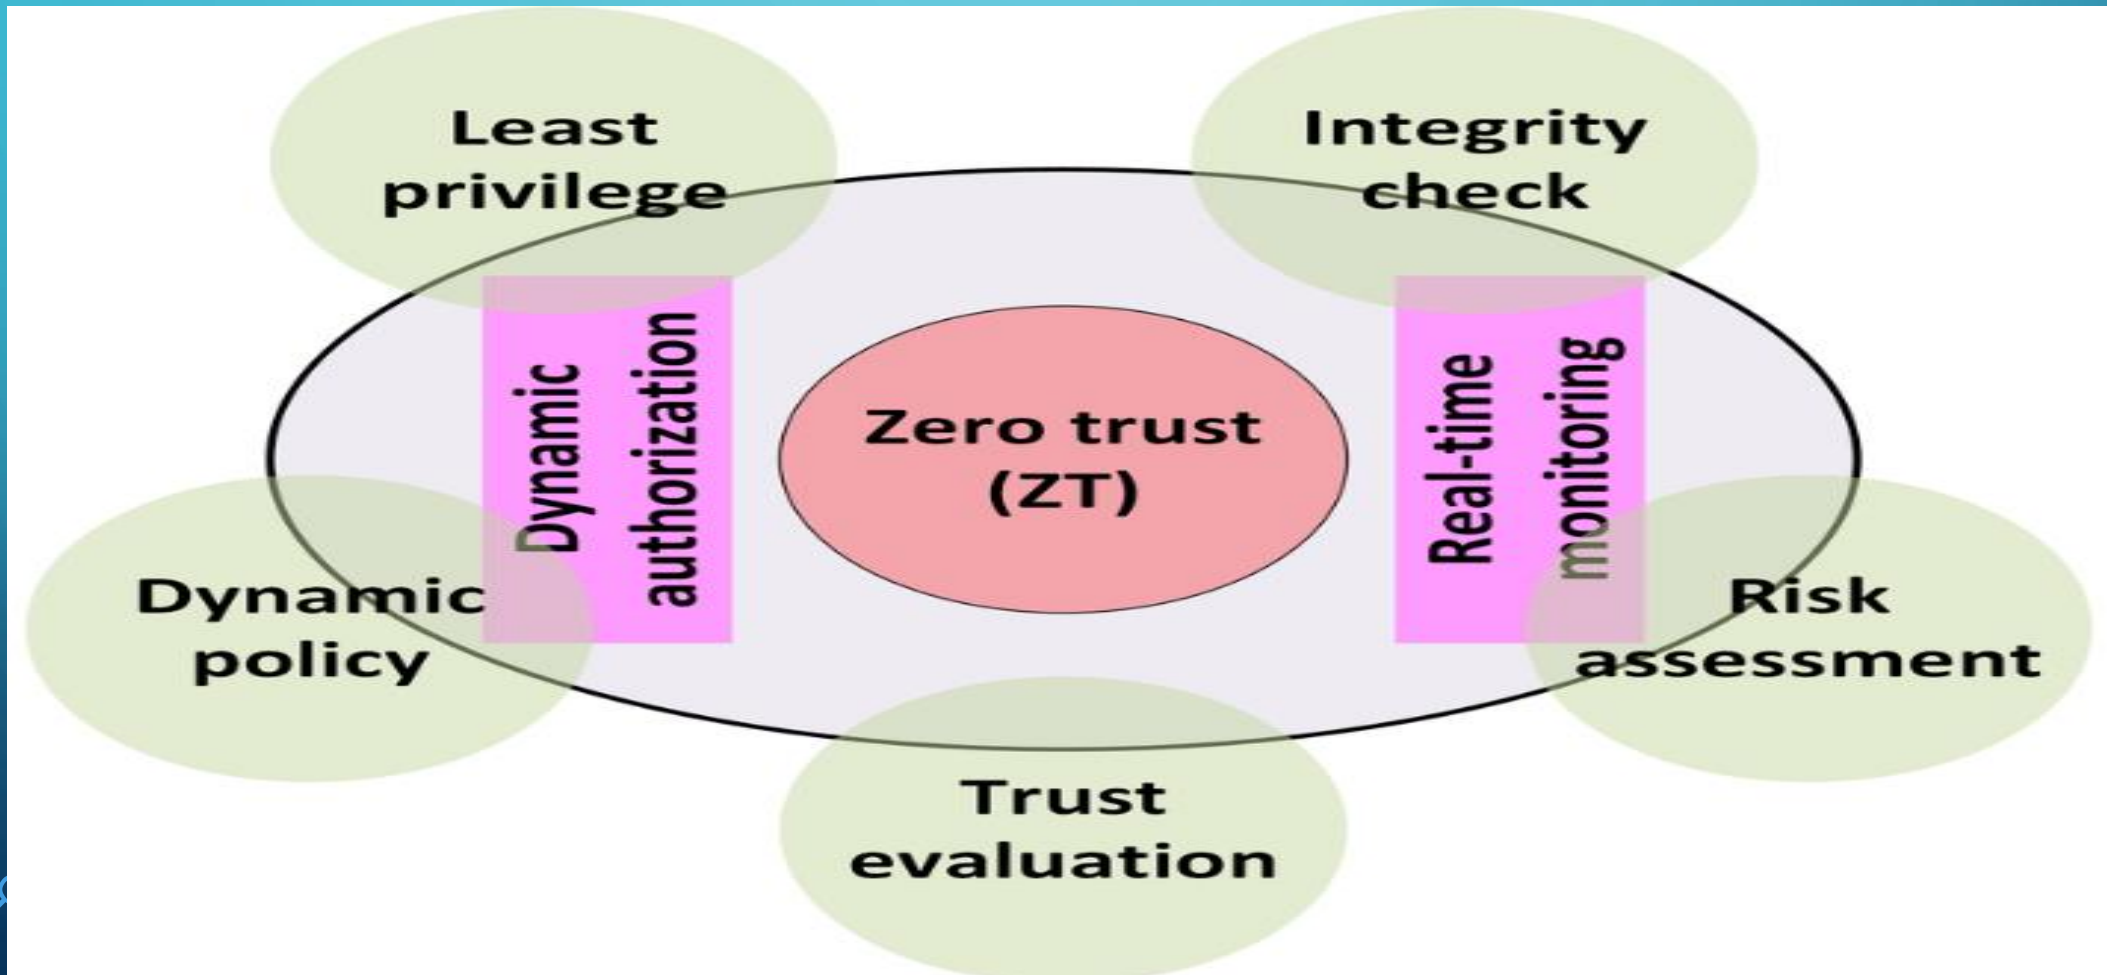 Least
privilege
Integrity
check
Dynamic
authorization
Zero trust
(ZT)
Real-time
monitoring
Dynamic
policy
Risk
assessment
Trust
evaluation